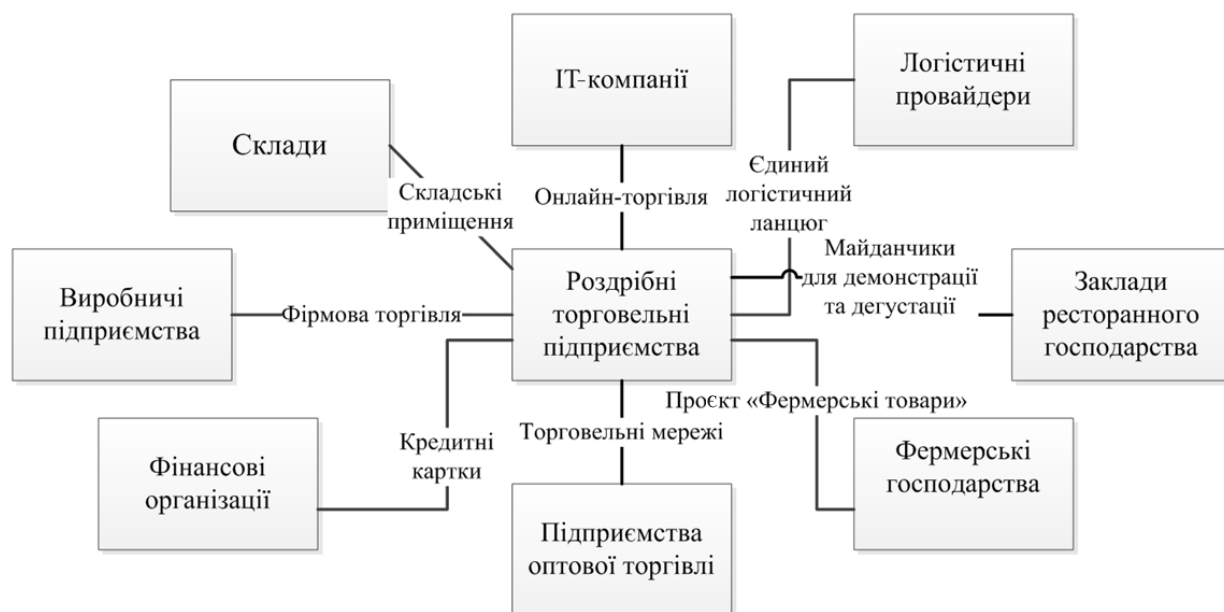 ІТ-компанії
Логістичні
провайдери
Склади
Складські
приміщення
Онлайн-торгівля
Єдиний
логістичний
ланцюг
Майданчики
для демонстрації
та дегустації
Виробничі
підприємства
Фірмова торгівля
Роздрібні
торговельні
підприємства
Заклади
ресторанного
господарства
Проєкт «Фермерські товари»
Кредитні
картки
Торговельні мережі
Фінансові
організації
Фермерські
господарства
Підприємства
оптової торгівлі